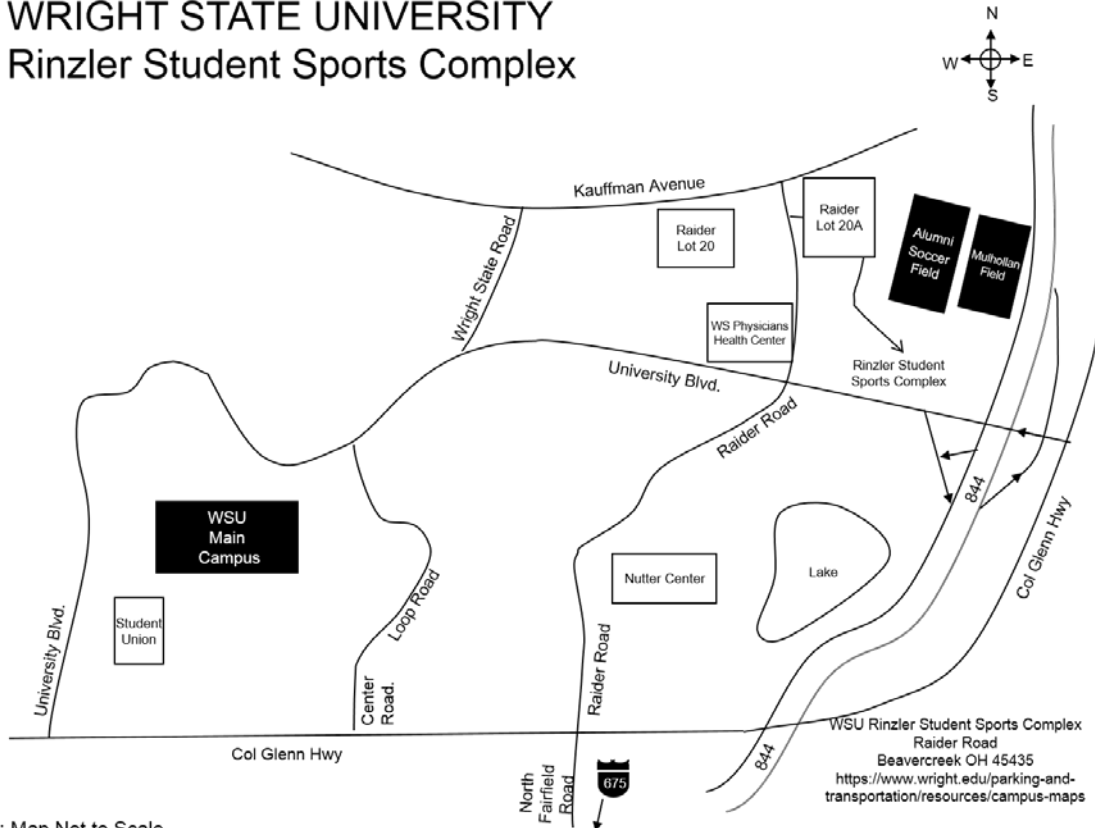 WRIGHT STATE UNIVERSITY
Rinzler Student Sports Complex
N
W
E
S
Kauffman Avenue
Wright State Road
Raider
Lot 20
Raider
Lot 20A
Alumni
Soccer
Field
Mulhollan
Field
WS Physicians
Health Center
University Blvd.
Rinzler Student
Sports Complex
Raider Road
844
Col Glenn Hwy
WSU
Main
Campus
Student
Union
University Blvd.
Loop Road
Center
Road.
Nutter Center
Lake
Raider Road
Col Glenn Hwy
North
Fairfield
Road
675
844
WSU Rinzler Student Sports Complex
Raider Road
Beavercreek OH 45435
https://www.wright.edu/parking-and-
transportation/resources/campus-maps
: Map Not to Scale